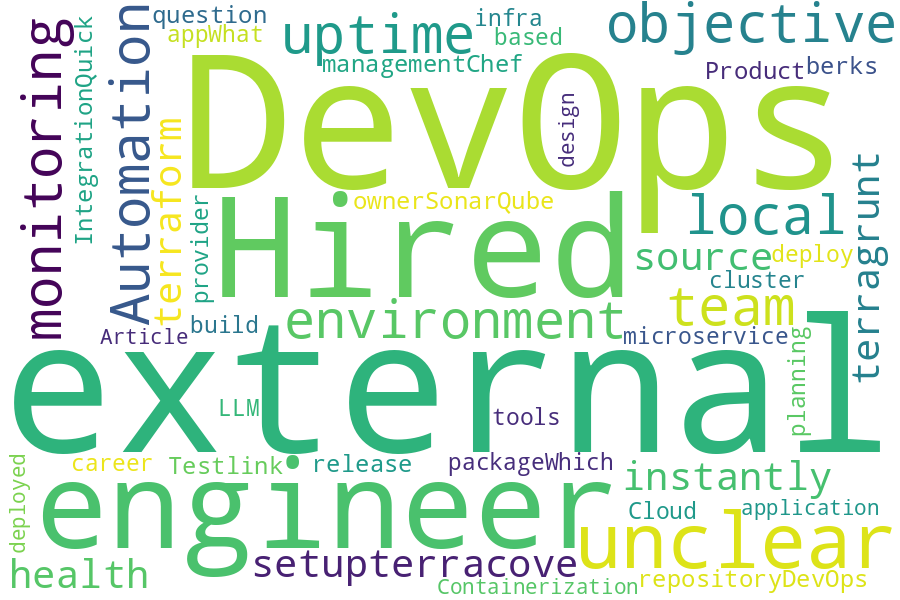 question
infra
objective
monitoring
IntegrationQuick
Automation
appWhat
uptime
based
managementChef
Product
berks
DevOps
design
terraform
provider
Hired
ownerSonarQube
local
source
deploy
terragrunt
cluster
team
environment
build
Article
microservice
external
planning
LLM
tools
deployed
career
Testlink
release
packageWhich
instantly
engineer
Cloud
application
unclear
health
setupterracove
Containerization
repositoryDevOps